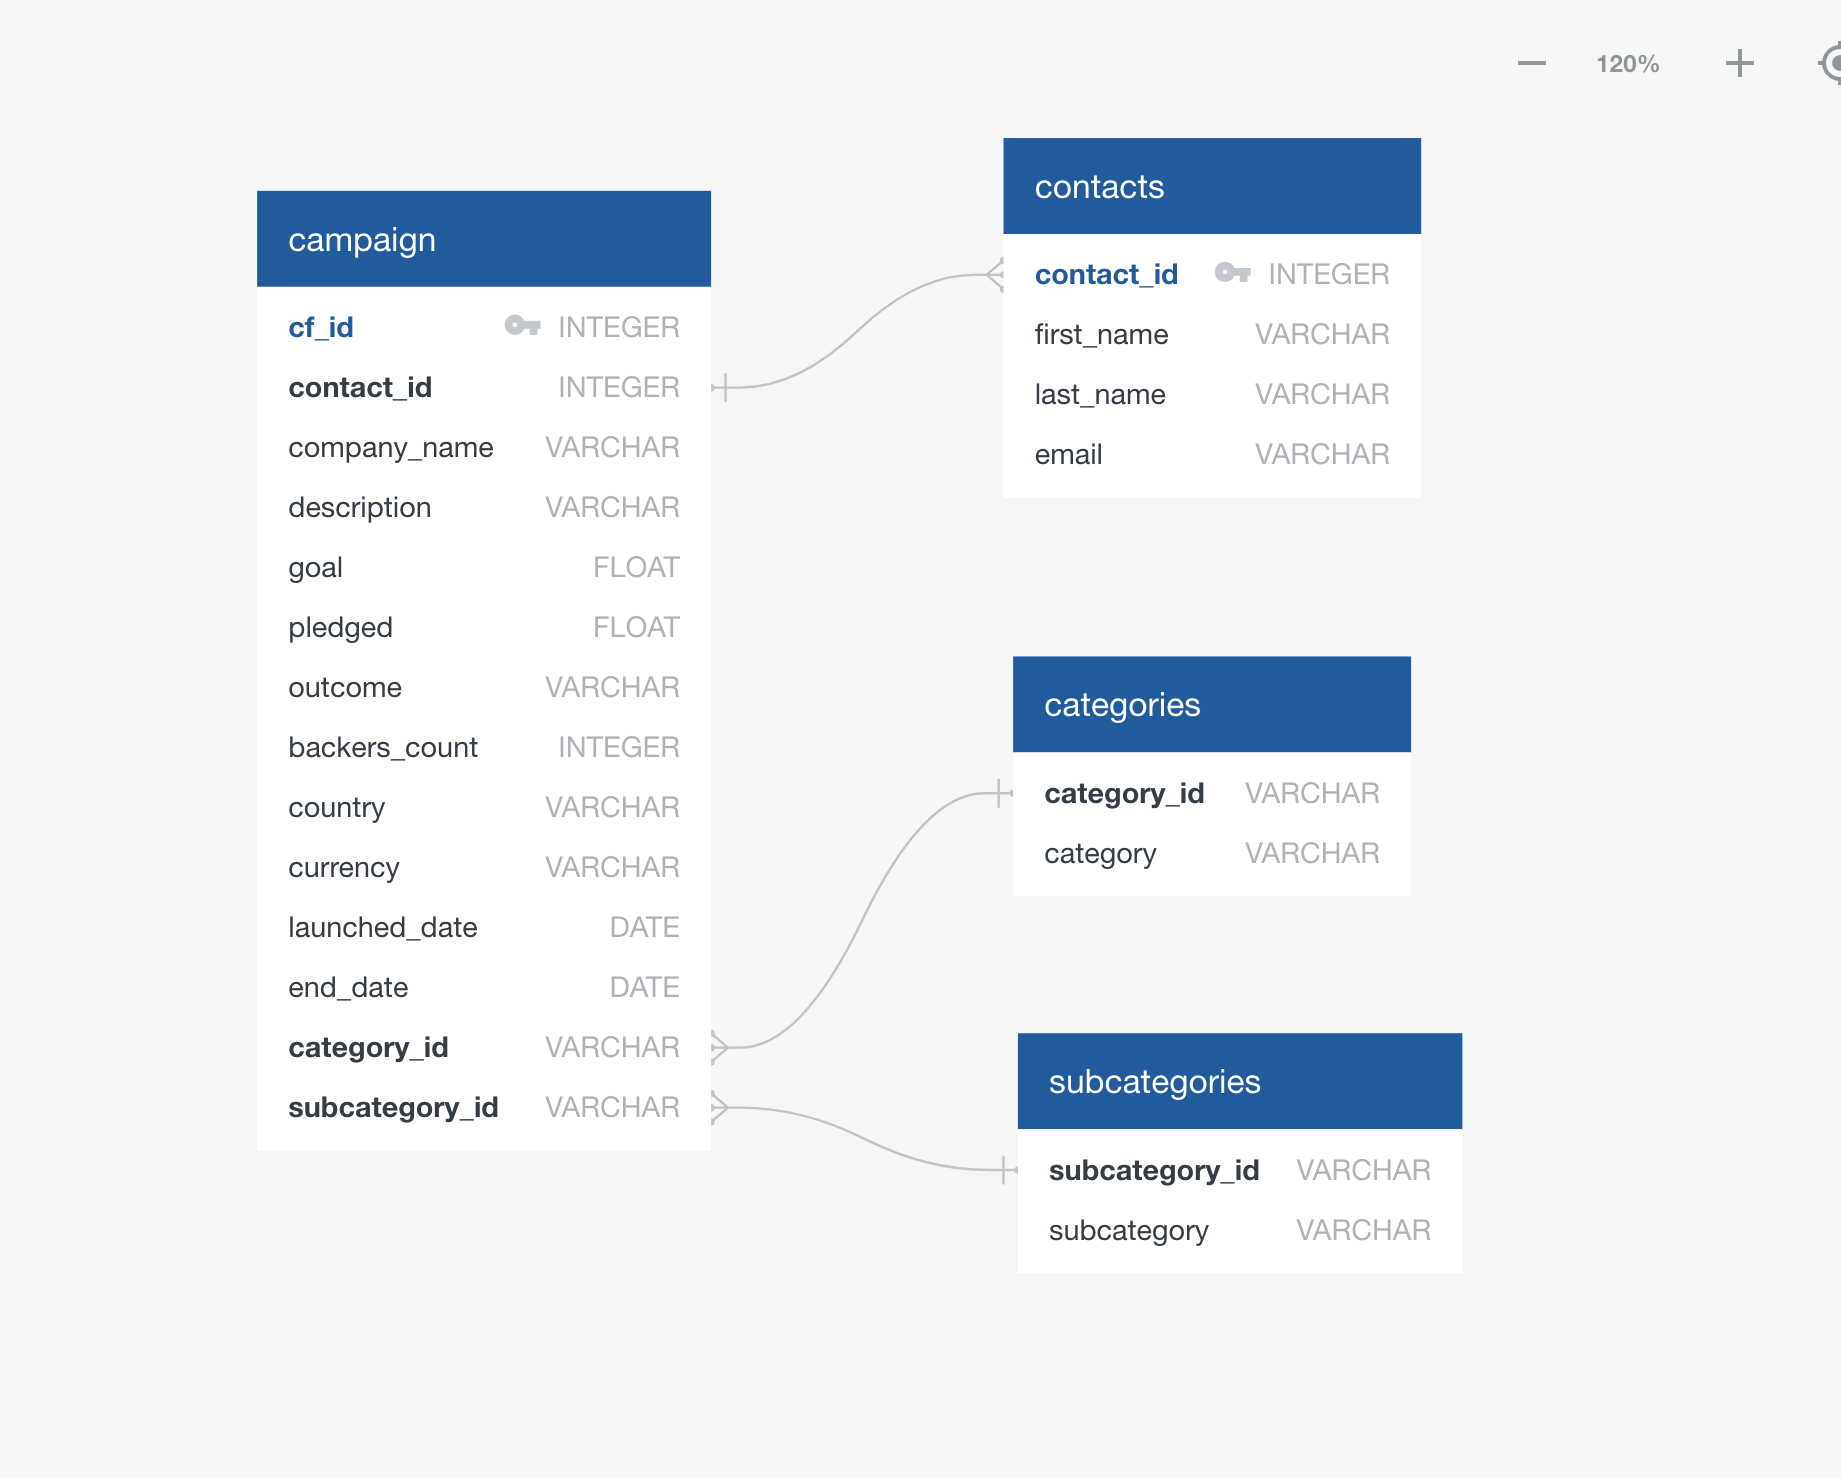 120%
campaign
cf_id INTEGER
contact_id INTEGER
company_name VARCHAR
description VARCHAR
goal FLOAT
pledged FLOAT
outcome VARCHAR
backers_count INTEGER
country VARCHAR
currency VARCHAR
launched_date DATE
end_date DATE
category_id VARCHAR
subcategory_id VARCHAR
contacts
contact_id INTEGER
first_name VARCHAR
last_name VARCHAR
email VARCHAR
categories
category_id VARCHAR
category VARCHAR
subcategories
subcategory_id VARCHAR
subcategory VARCHAR